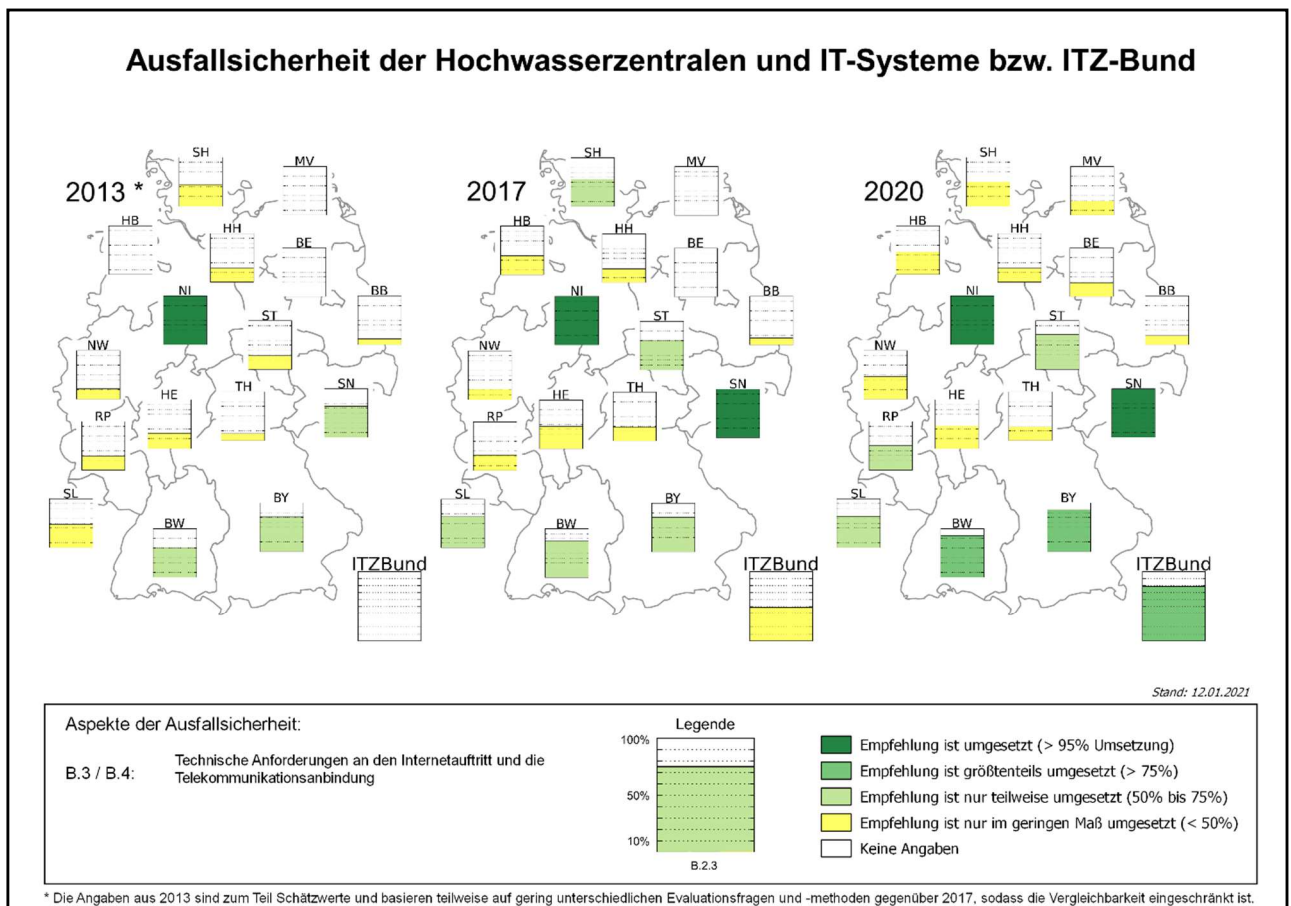 Ausfallsicherheit der Hochwasserzentralen und IT-Systeme bzw. ITZ-Bund
2013 *
SH
MV
HB
HH
BE
NI
BB
ST
NW
SN
TH
HE
RP
SL
BY
BW
ITZBund
2017
SH
MV
HB
HH
BE
NI
BB
ST
NW
SN
TH
HE
RP
SL
BY
BW
ITZBund
2020
SH
MV
HB
HH
BE
NI
BB
ST
NW
SN
TH
HE
RP
SL
BY
BW
ITZBund
Stand: 12.01.2021
Aspekte der Ausfallsicherheit:
B.3 / B.4:
Technische Anforderungen an den Internetauftritt und die
Telekommunikationsanbindung
Legende
100%
50%
10%
B.2.3
Empfehlung ist umgesetzt (> 95% Umsetzung)
Empfehlung ist größtenteils umgesetzt (> 75%)
Empfehlung ist nur teilweise umgesetzt (50% bis 75%)
Empfehlung ist nur im geringen Maß umgesetzt (< 50%)
Keine Angaben
* Die Angaben aus 2013 sind zum Teil Schätzwerte und basieren teilweise auf gering unterschiedlichen Evaluationsfragen und -methoden gegenüber 2017, sodass die Vergleichbarkeit eingeschränkt ist.